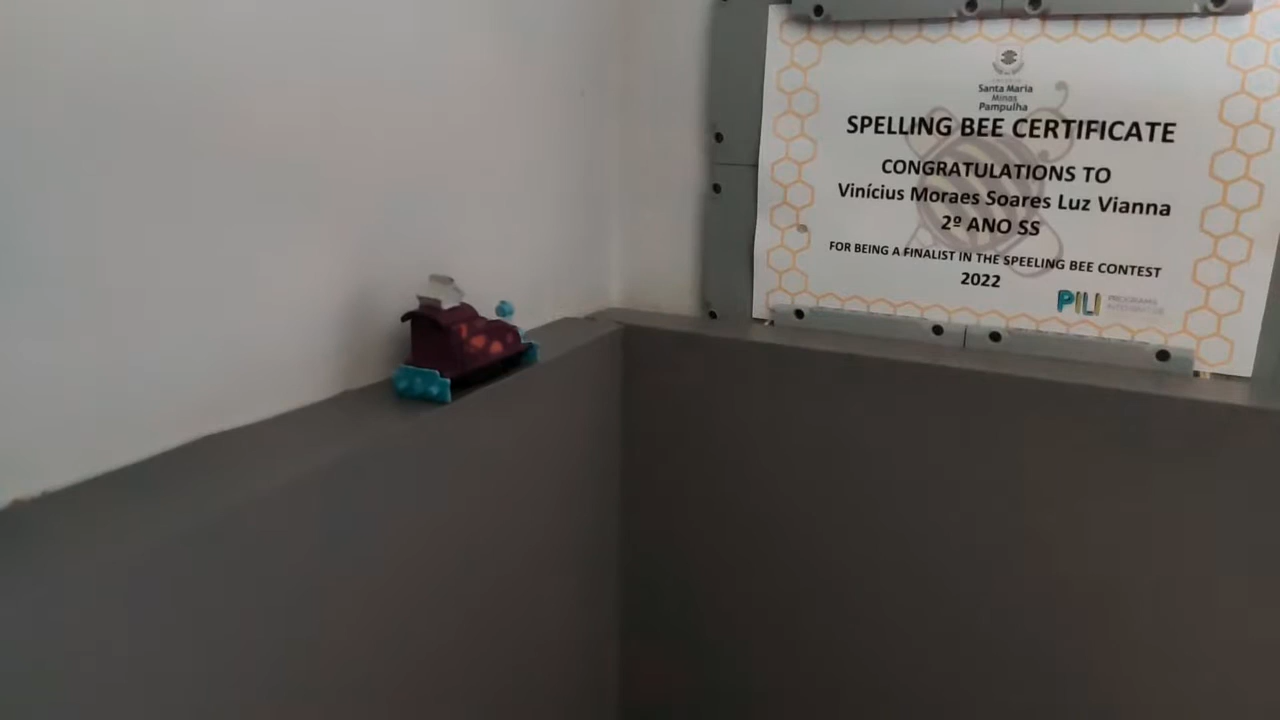 Santa Maria
Minas
Pampulha
SPELLING BEE CERTIFICATE
CONGRATULATIONS TO
Vinícius Moraes Soares Luz Vianna
2º ANO SS
FOR BEING A FINALIST IN THE SPEELING BEE CONTEST
2022
PILI